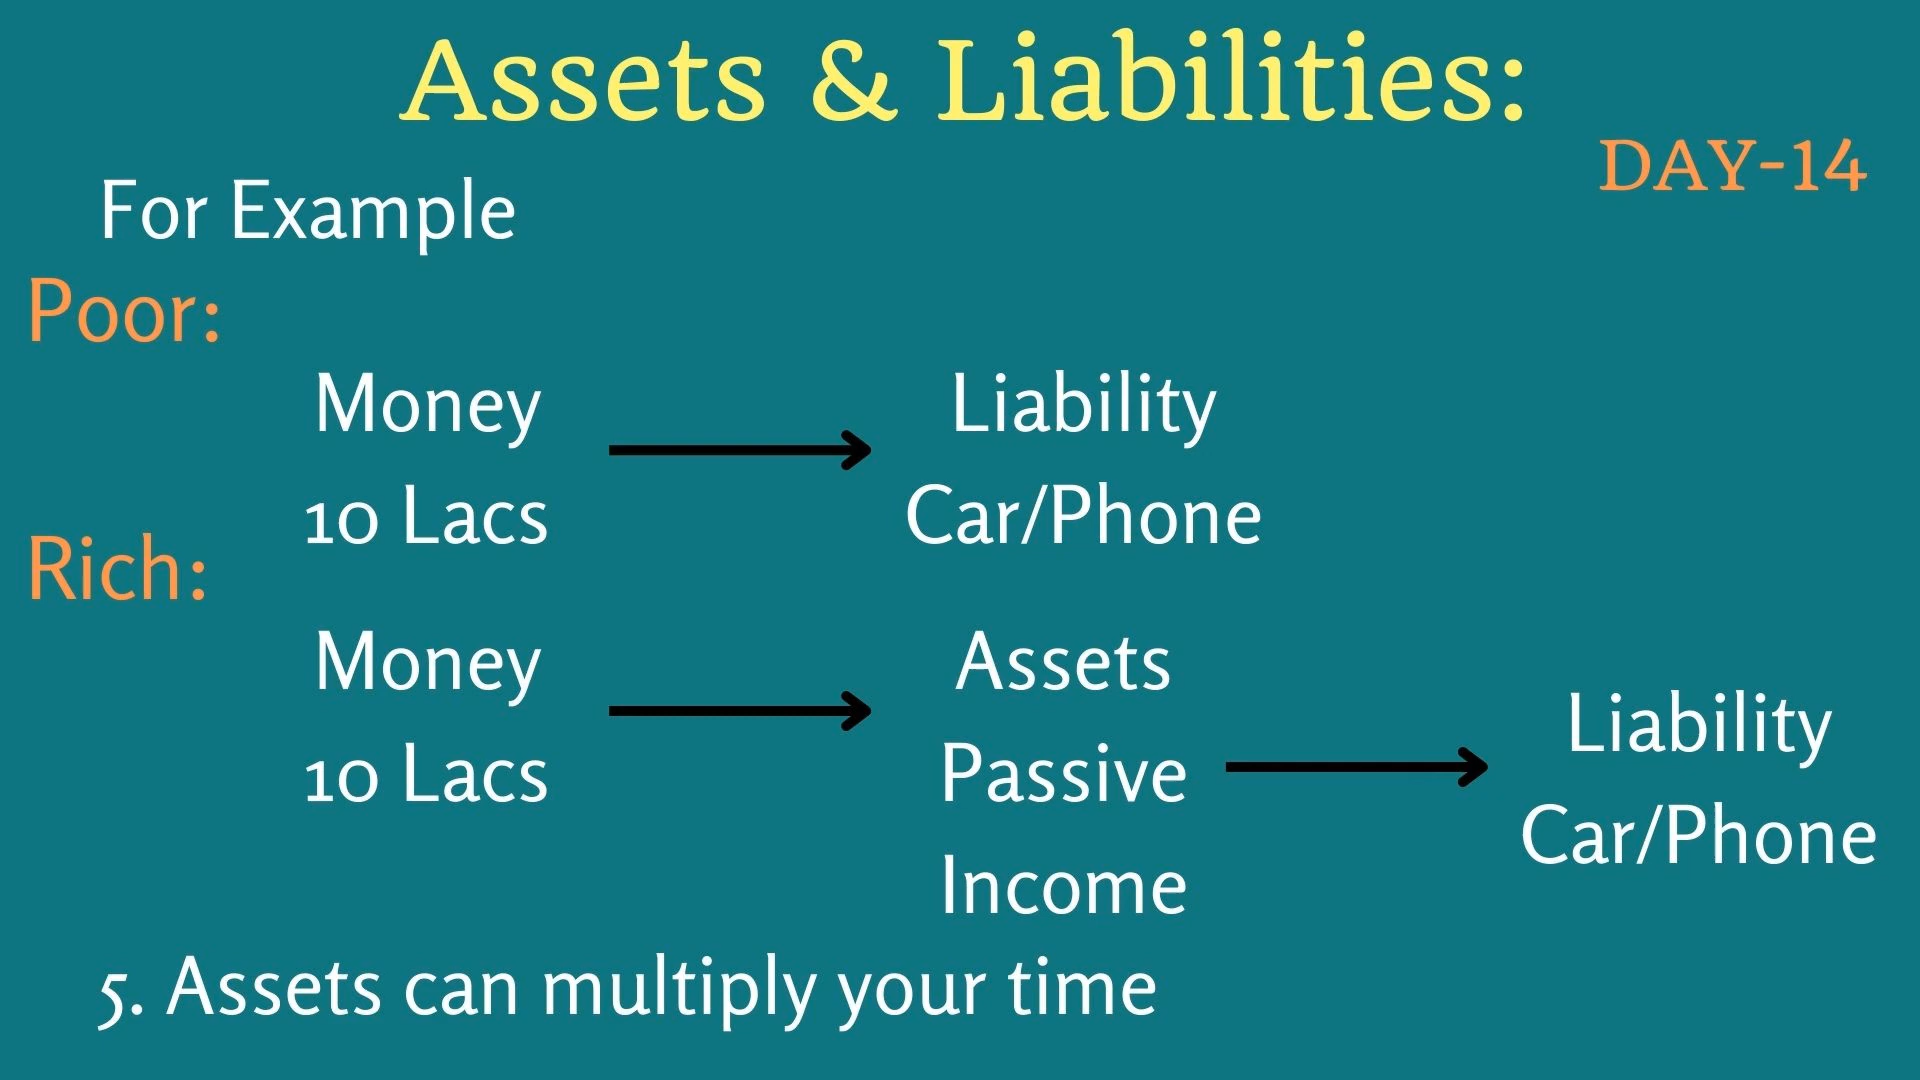 Assets & Liabilities:
DAY-14
For Example
Poor:
Money
Liability
10 Lacs
Car/Phone
Rich:
Money
Assets
Liability
10 Lacs
Passive
Car/Phone
Income
5. Assets can multiply your time